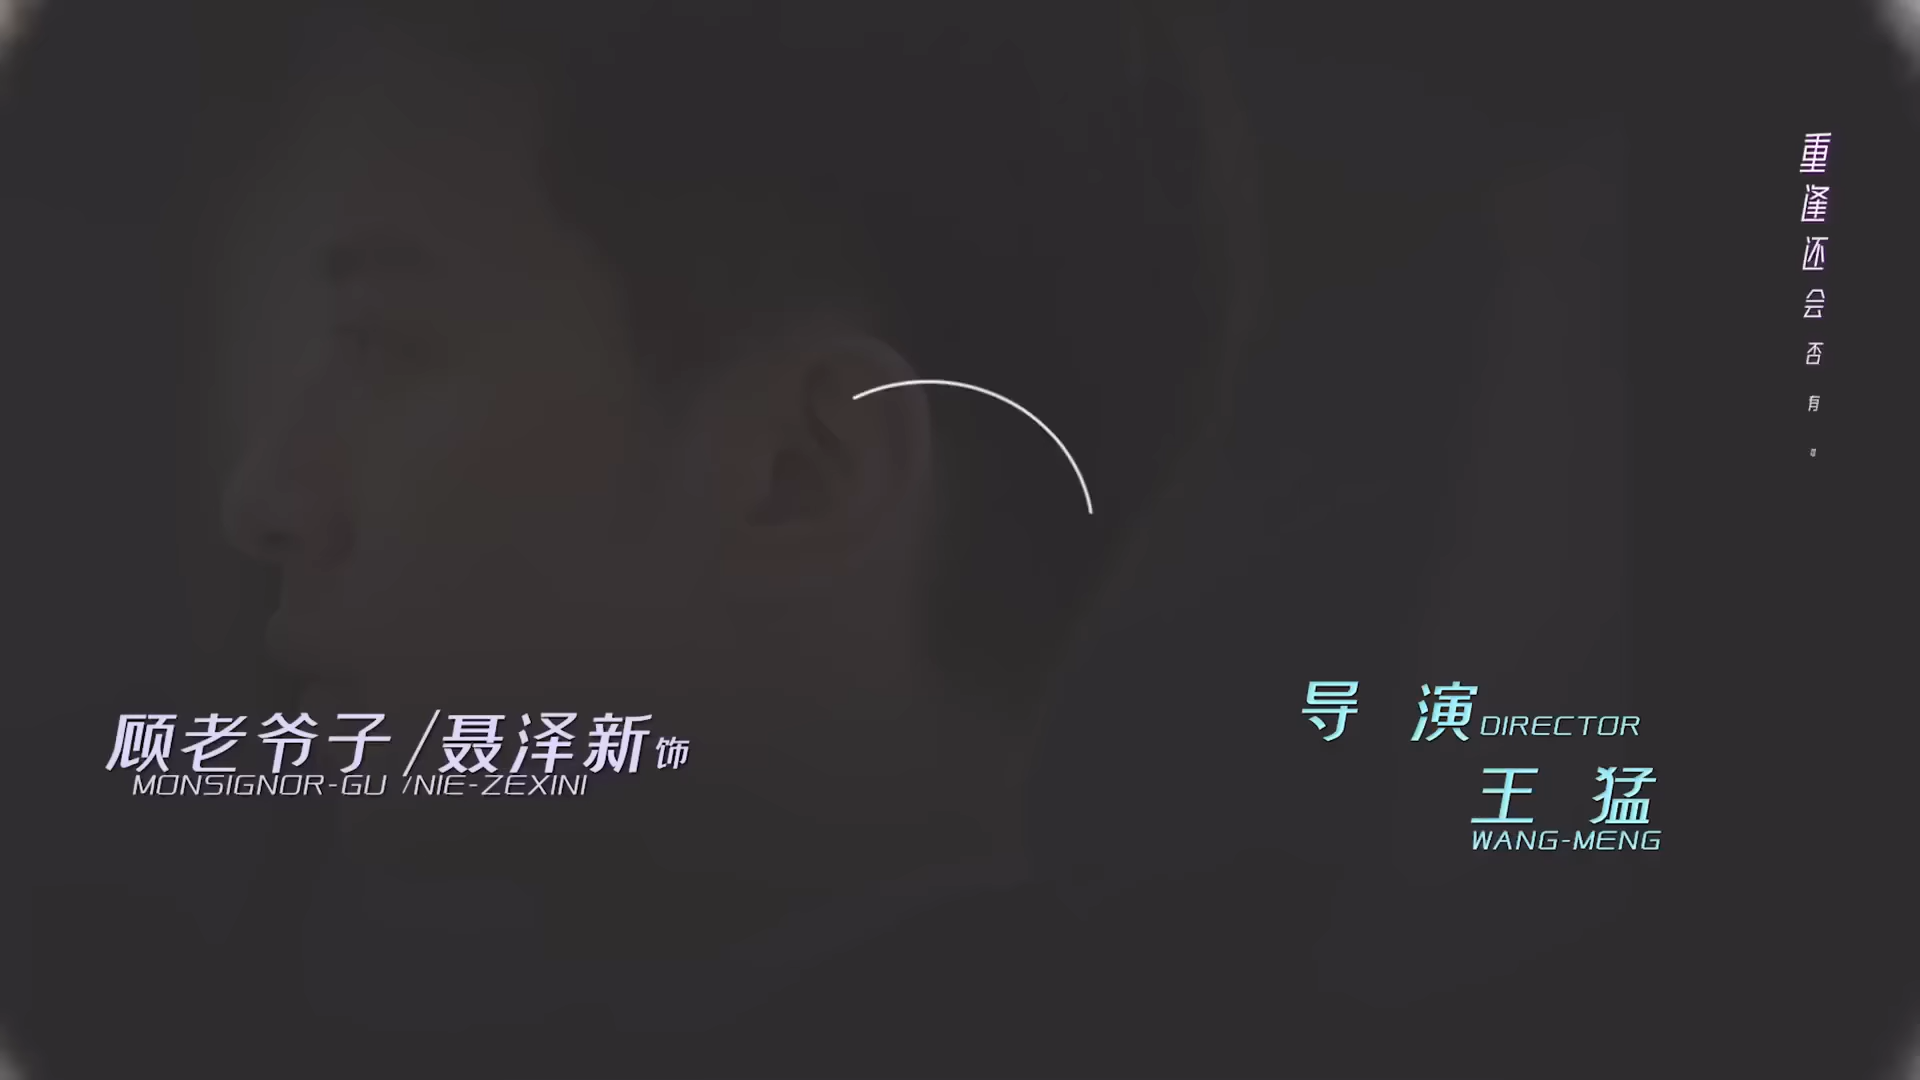 顾老爷子/聂泽新 饰
MONSIGNOR-GU /NIE-ZEXINI
导 演 DIRECTOR
王 猛
WANG-MENG
重逢还会否有